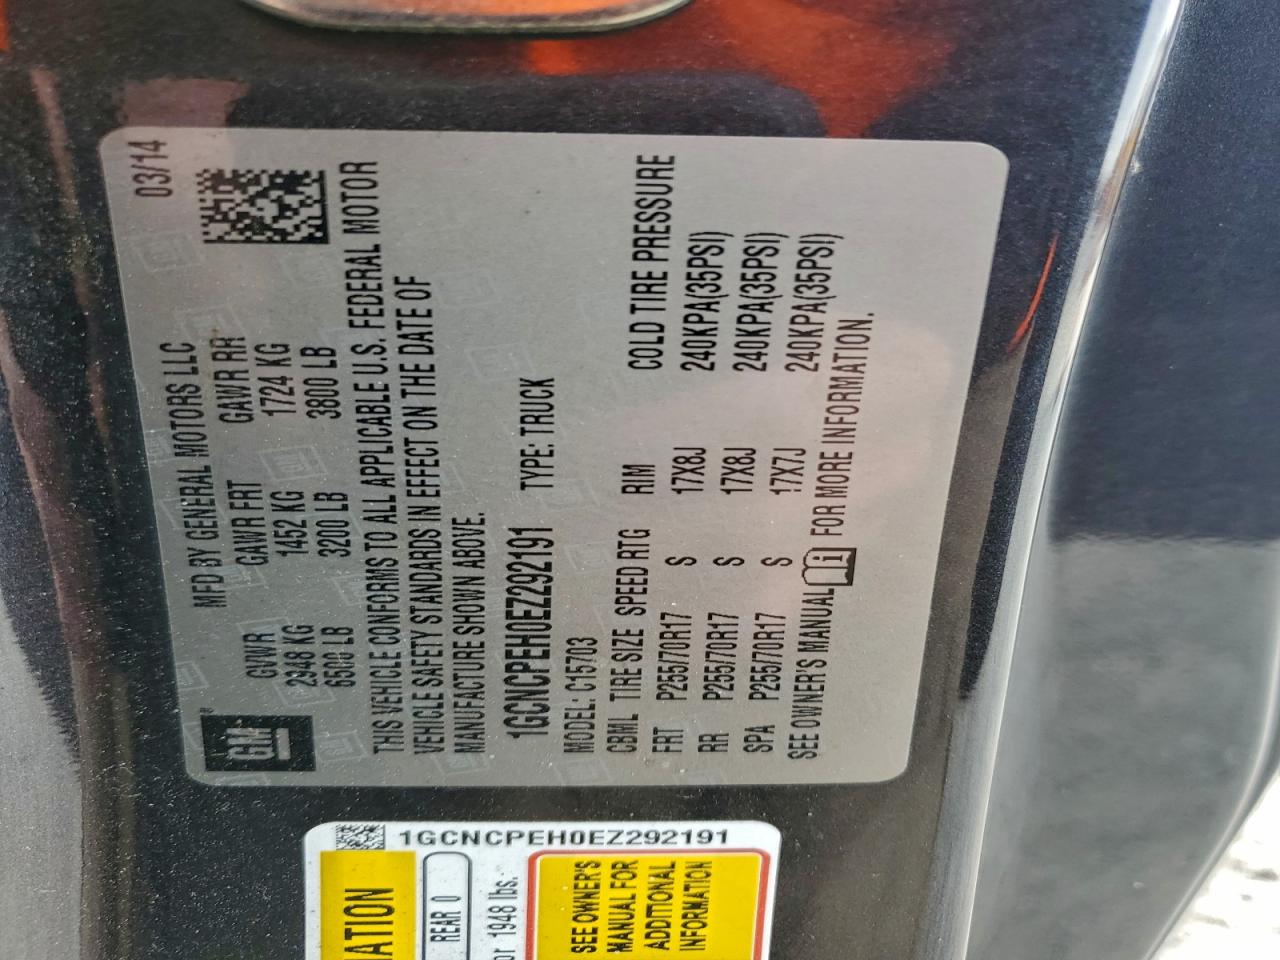 03/14
MFD BY GENERAL MOTORS LLC
GM ®
GVWR GAWR FRT GAWR RR
2948 KG 1452 KG 1724 KG
6500 LB 3200 LB 3800 LB
THIS VEHICLE CONFORMS TO ALL APPLICABLE U.S. FEDERAL MOTOR
VEHICLE SAFETY STANDARDS IN EFFECT ON THE DATE OF
MANUFACTURE SHOWN ABOVE.
1GCNCPEH0EZ292191 TYPE: TRUCK
MODEL: C15703
CBML TIRE SIZE SPEED RTG RIM COLD TIRE PRESSURE
FRT P255/70R17 S 17X8J 240KPA(35PSI)
RR P255/70R17 S 17X8J 240KPA(35PSI)
SPA P255/70R17 S 17X7J 240KPA(35PSI)
SEE OWNER'S MANUAL FOR MORE INFORMATION.
1GCNCPEH0EZ292191
MATION
REAR 0
or 1948 lbs.
SEE OWNER'S
MANUAL FOR
ADDITIONAL
INFORMATION